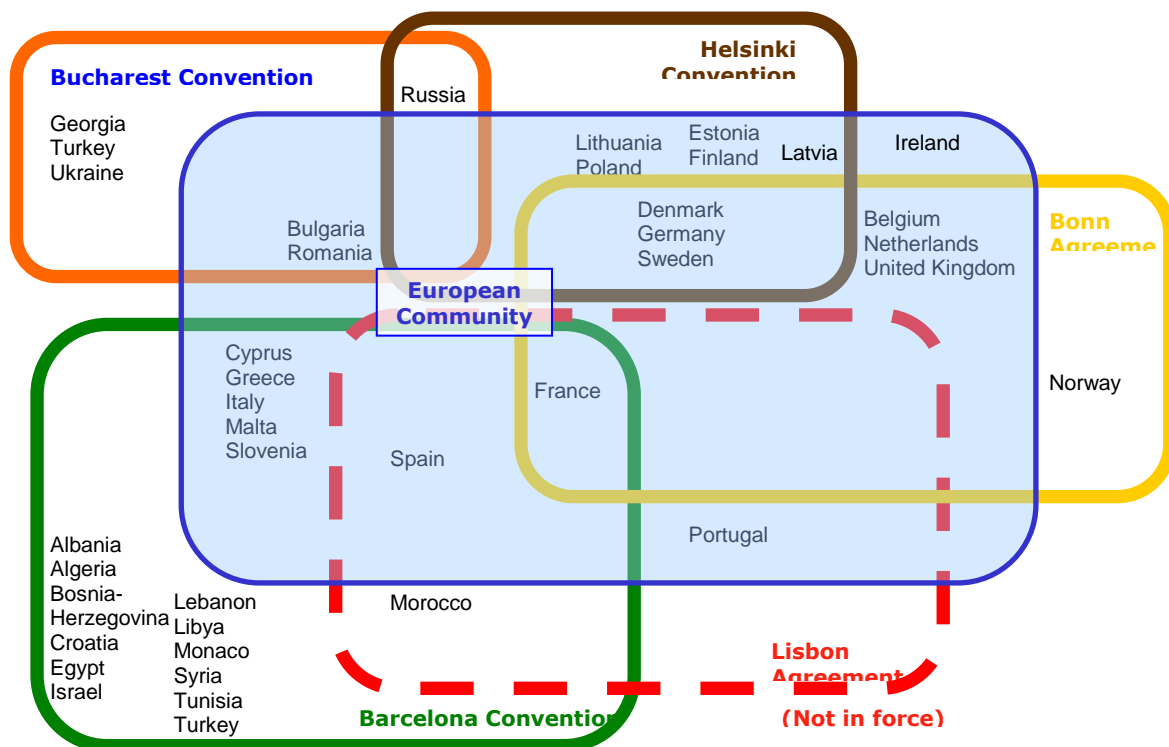 Helsinki
Convention
Bucharest Convention
Russia
Georgia
Turkey
Ukraine
Lithuania
Poland
Estonia
Finland
Latvia
Ireland
Bulgaria
Romania
Denmark
Germany
Sweden
Belgium
Netherlands
United Kingdom
Bonn
Agreeme
European
Community
Cyprus
Greece
Italy
Malta
Slovenia
France
Norway
Spain
Portugal
Albania
Algeria
Bosnia-
Herzegovina
Croatia
Egypt
Israel
Lebanon
Libya
Monaco
Syria
Tunisia
Turkey
Morocco
Lisbon
Agreement
Barcelona Convention
(Not in force)